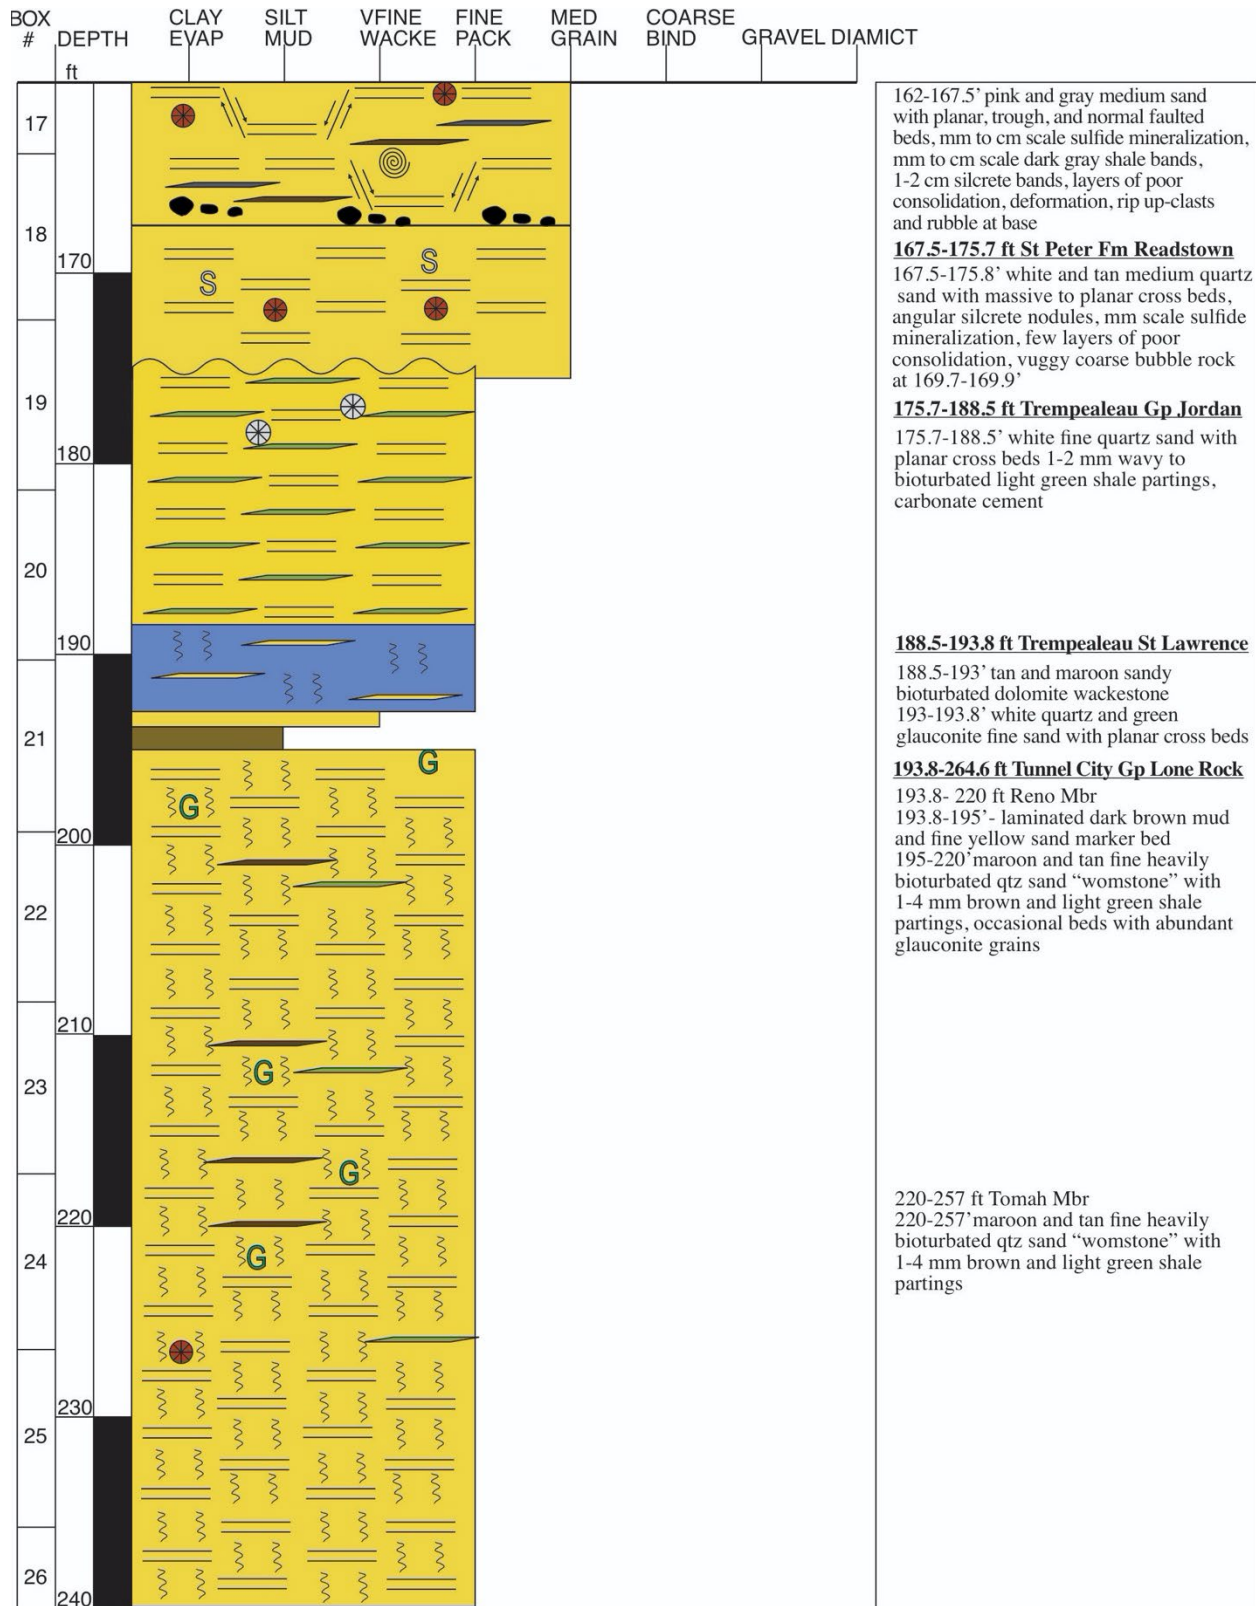 BOX # DEPTH CLAY EVAP SILT MUD VFINE WACKE FINE PACK MED GRAIN COARSE BIND GRAVEL DIAMICT
ft
17
18
170
19
180
20
190
21
200
22
210
23
220
24
230
25
26
240
S
S
G
G
G
G
G
162-167.5' pink and gray medium sand
with planar, trough, and normal faulted
beds, mm to cm scale sulfide mineralization,
mm to cm scale dark gray shale bands,
1-2 cm silcrete bands, layers of poor
consolidation, deformation, rip up-clasts
and rubble at base
167.5-175.7 ft St Peter Fm Readstown
167.5-175.8' white and tan medium quartz
sand with massive to planar cross beds,
angular silcrete nodules, mm scale sulfide
mineralization, few layers of poor
consolidation, vuggy coarse bubble rock
at 169.7-169.9'
175.7-188.5 ft Trempealeau Gp Jordan
175.7-188.5' white fine quartz sand with
planar cross beds 1-2 mm wavy to
bioturbated light green shale partings,
carbonate cement
188.5-193.8 ft Trempealeau St Lawrence
188.5-193' tan and maroon sandy
bioturbated dolomite wackestone
193-193.8' white quartz and green
glauconite fine sand with planar cross beds
193.8-264.6 ft Tunnel City Gp Lone Rock
193.8- 220 ft Reno Mbr
193.8-195'- laminated dark brown mud
and fine yellow sand marker bed
195-220'maroon and tan fine heavily
bioturbated qtz sand “womstone” with
1-4 mm brown and light green shale
partings, occasional beds with abundant
glauconite grains
220-257 ft Tomah Mbr
220-257'maroon and tan fine heavily
bioturbated qtz sand “womstone” with
1-4 mm brown and light green shale
partings